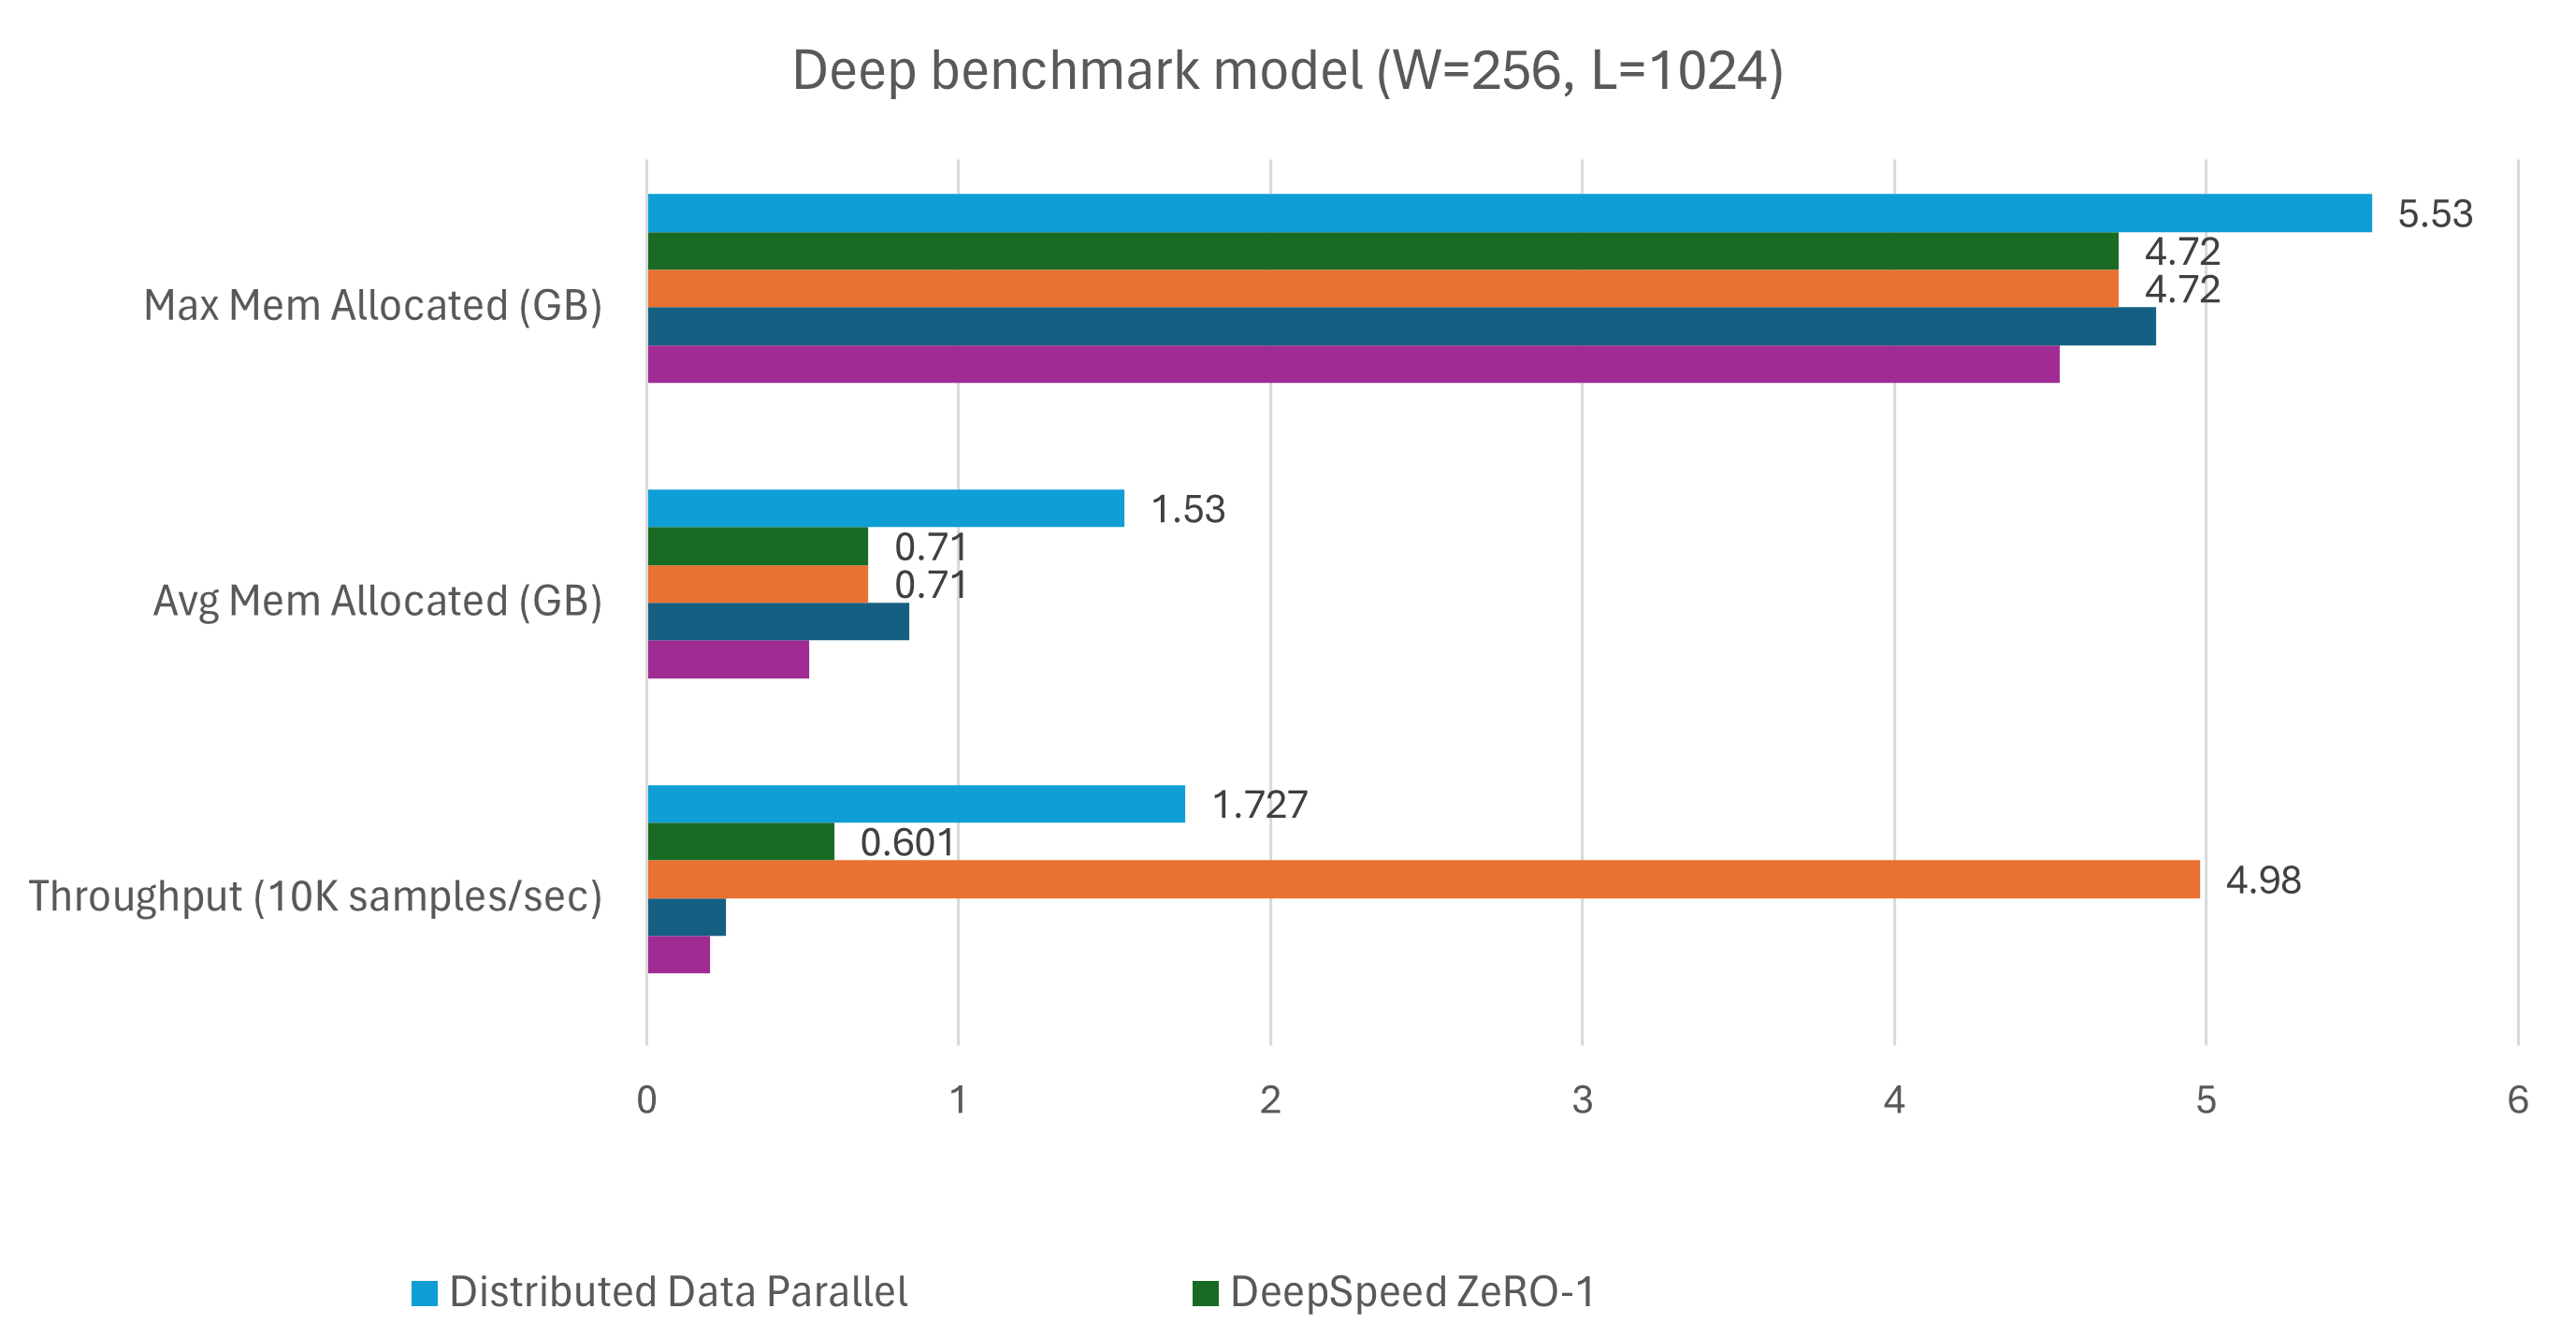 Deep benchmark model (W=256, L=1024)
5.53
4.72
4.72
Max Mem Allocated (GB)
1.53
0.71
0.71
Avg Mem Allocated (GB)
1.727
0.601
4.98
Throughput (10K samples/sec)
0 1 2 3 4 5 6
Distributed Data Parallel DeepSpeed ZeRO-1